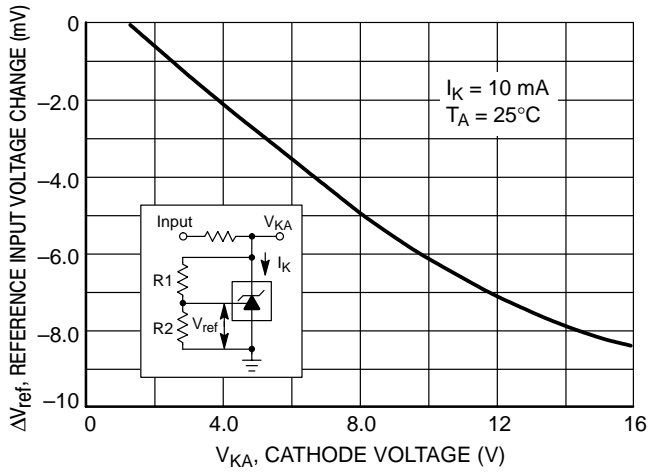 ΔVref, REFERENCE INPUT VOLTAGE CHANGE (mV)
0
–2.0
–4.0
–6.0
–8.0
–10
IK = 10 mA
TA = 25°C
Input
VKA
IK
R1
R2
Vref
0
4.0
8.0
12
16
VKA, CATHODE VOLTAGE (V)